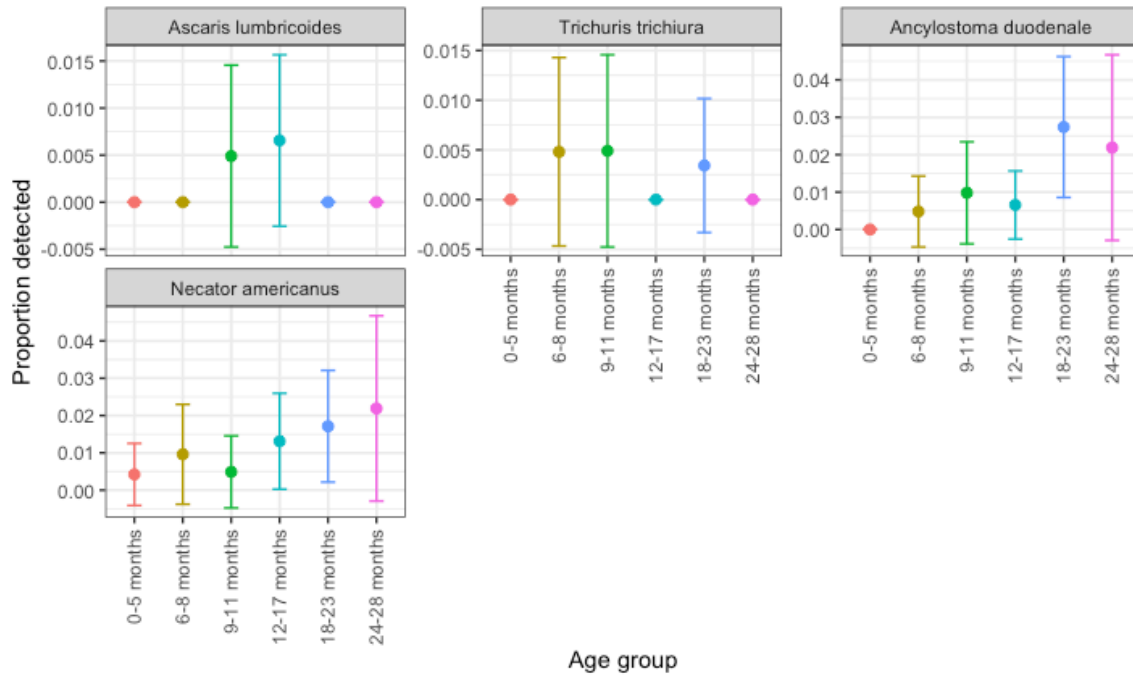 Ascaris lumbricoides
Trichuris trichiura
Ancylostoma duodenale
0.015
0.010
0.005
0.000
-0.005
0.015
0.010
0.005
0.000
-0.005
0.04
0.03
0.02
0.01
0.00
Proportion detected
Necator americanus
0.04
0.03
0.02
0.01
0.00
0-5 months
6-8 months
9-11 months
12-17 months
18-23 months
24-28 months
0-5 months
6-8 months
9-11 months
12-17 months
18-23 months
24-28 months
0-5 months
6-8 months
9-11 months
12-17 months
18-23 months
24-28 months
Age group